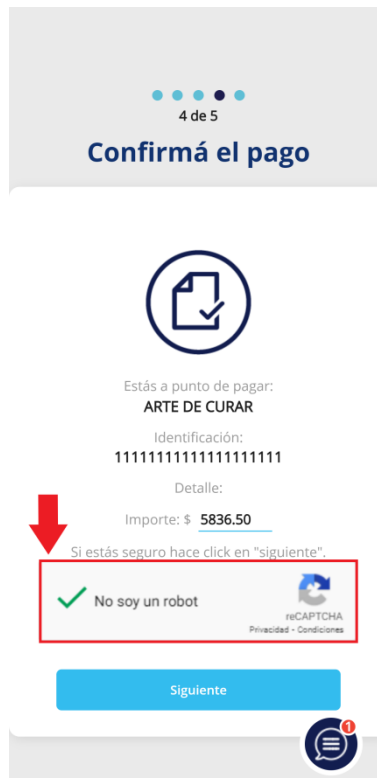 4 de 5
Confirmá el pago
Estás a punto de pagar:
ARTE DE CURAR
Identificación:
11111111111111111111
Detalle:
Importe: $ 5836.50
Si estás seguro hace click en "siguiente".
No soy un robot
reCAPTCHA
Privacidad - Condiciones
Siguiente
1